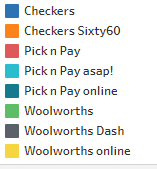 Checkers
Checkers Sixty60
Pick n Pay
Pick n Pay asap!
Pick n Pay online
Woolworths
Woolworths Dash
Woolworths online